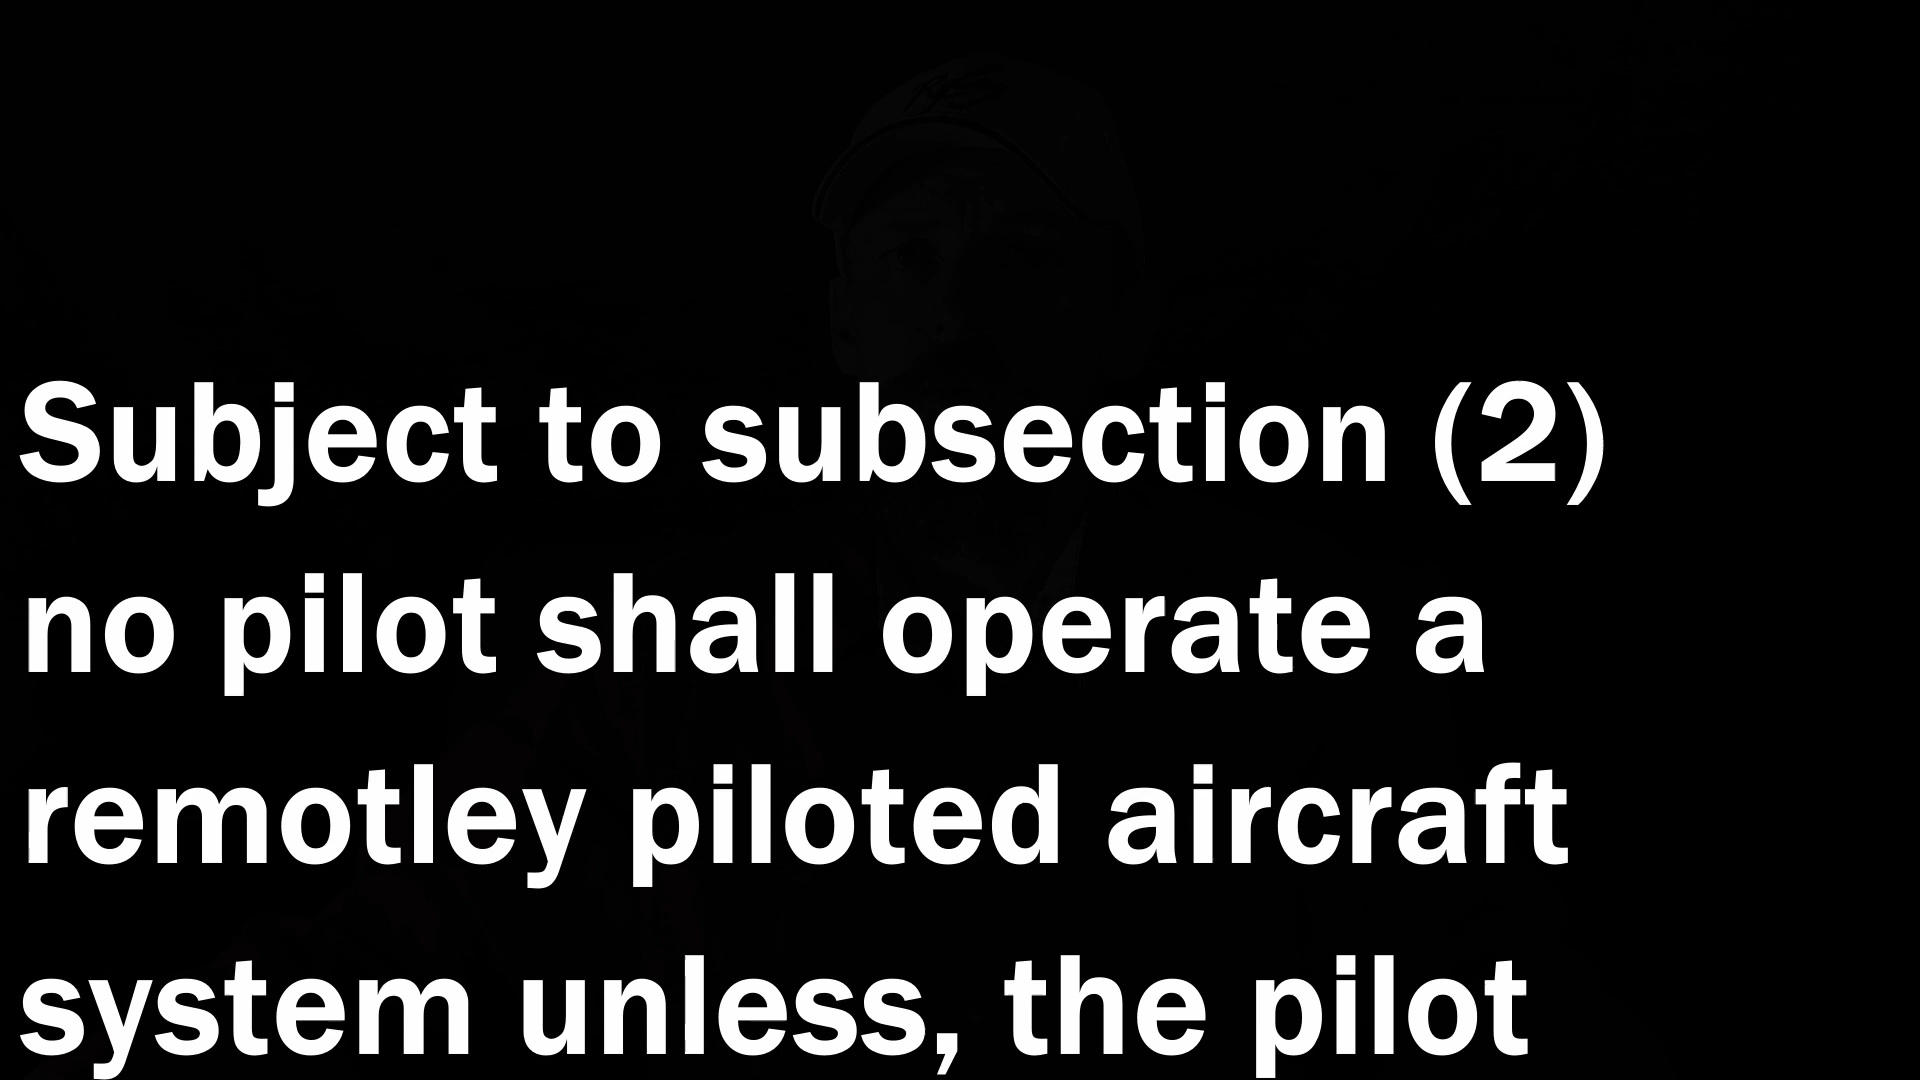 Subject to subsection (2)
no pilot shall operate a
remotley piloted aircraft
system unless, the pilot